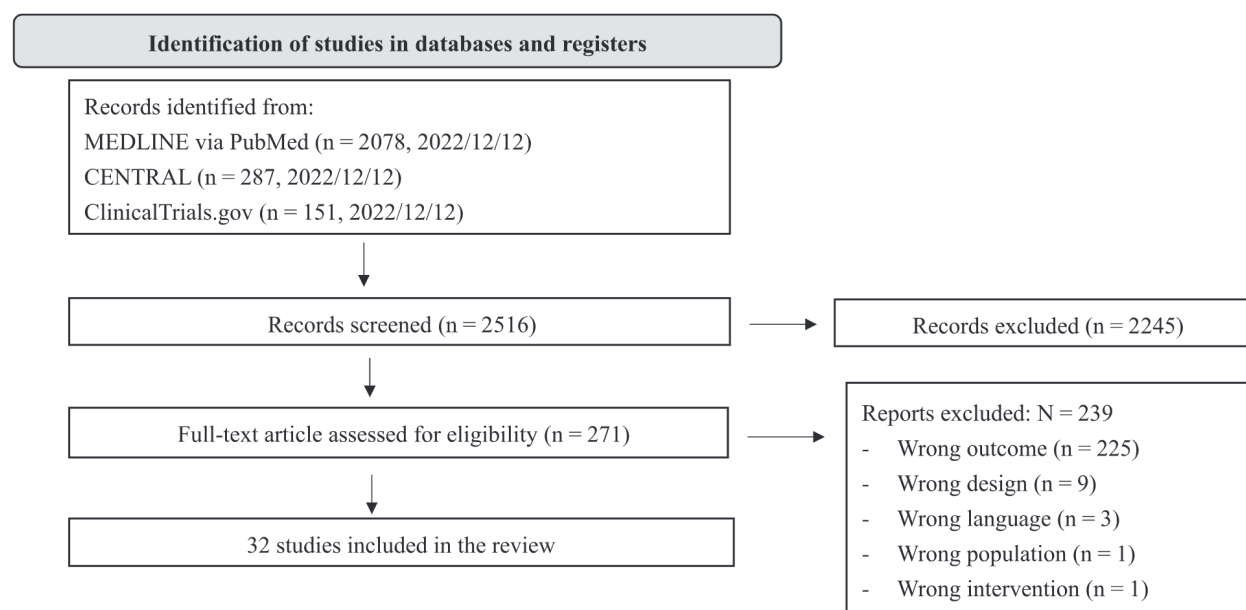 Identification of studies in databases and registers
Records identified from:
MEDLINE via PubMed (n = 2078, 2022/12/12)
CENTRAL (n = 287, 2022/12/12)
ClinicalTrials.gov (n = 151, 2022/12/12)
Records screened (n = 2516)
Records excluded (n = 2245)
Full-text article assessed for eligibility (n = 271)
Reports excluded: N = 239
- Wrong outcome (n = 225)
- Wrong design (n = 9)
- Wrong language (n = 3)
- Wrong population (n = 1)
- Wrong intervention (n = 1)
32 studies included in the review